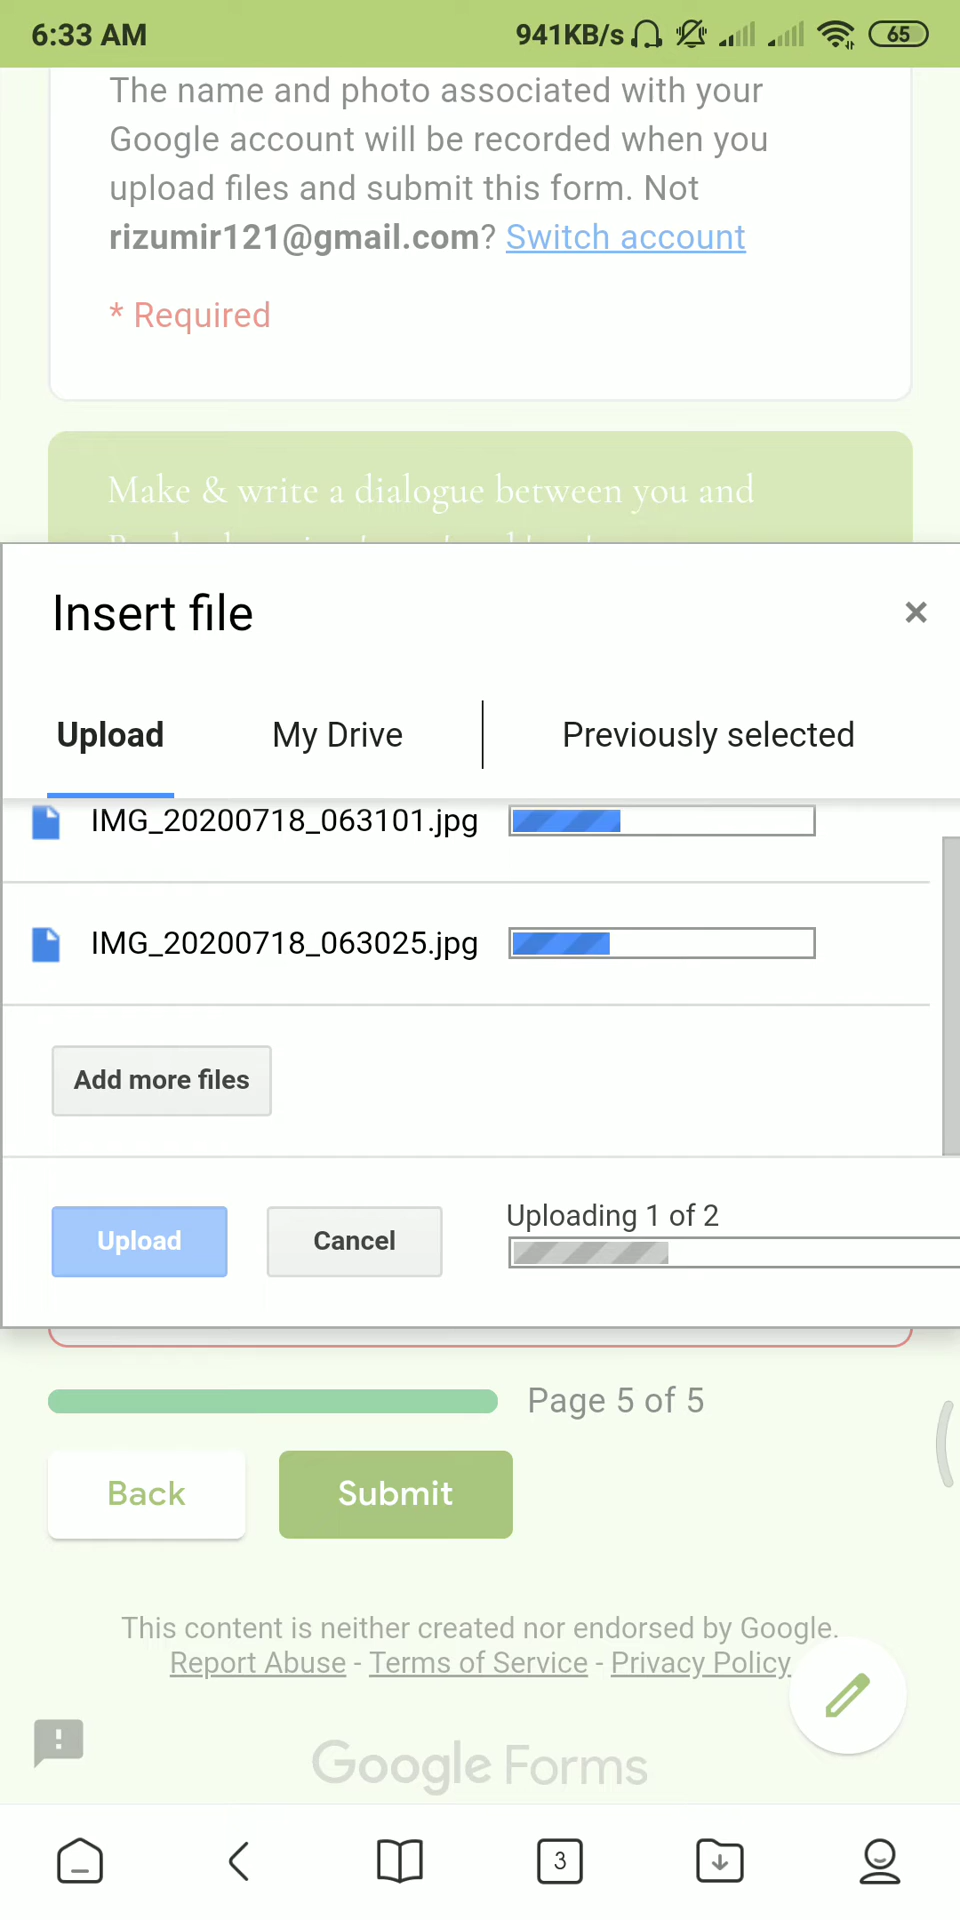 6:33 AM 941KB/s 65
The name and photo associated with your
Google account will be recorded when you
upload files and submit this form. Not
rizumir121@gmail.com? Switch account
* Required
Make & write a dialogue between you and
Insert file ×
Upload My Drive Previously selected
IMG_20200718_063101.jpg
IMG_20200718_063025.jpg
Add more files
Upload Cancel Uploading 1 of 2
Page 5 of 5
Back Submit
This content is neither created nor endorsed by Google.
Report Abuse - Terms of Service - Privacy Policy
Google Forms
3